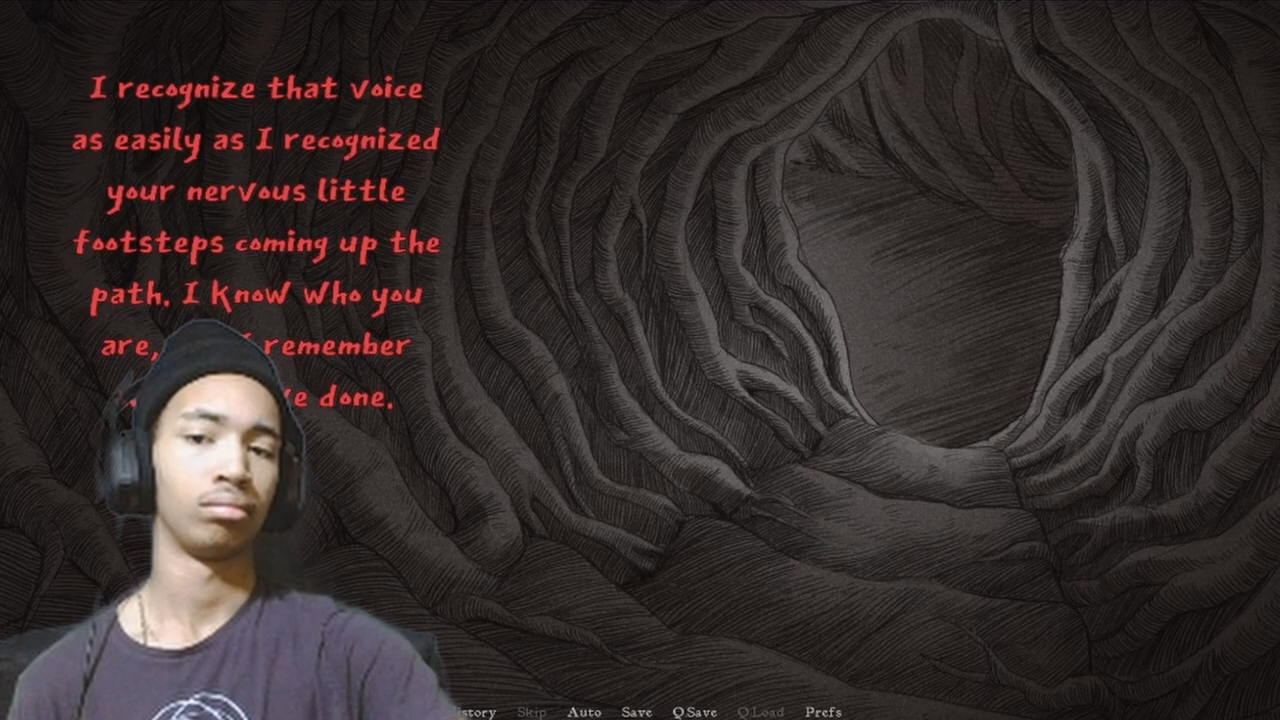 I recognize that voice
as easily as I recognized
your nervous little
footsteps coming up the
path. I know who you
are, remember
done.
Skip Auto Save Q.Save Q.Load Prefs